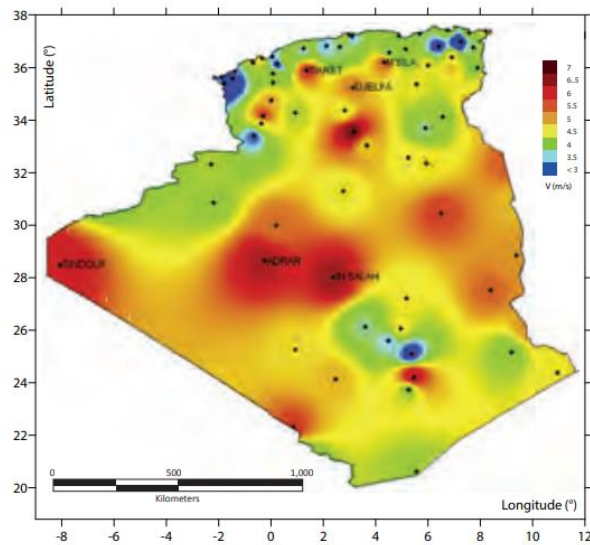 38
36
34
32
30
28
26
24
22
20
Latitude (°)
TIARET
M'SILA
DJELFA
TINDOUF
ADRAR
IN SALAH
7
6.5
6
5.5
5
4.5
4
3.5
< 3
V (m/s)
0 500 1,000
Kilometers
Longitude (°)
-8 -6 -4 -2 0 2 4 6 8 10 12